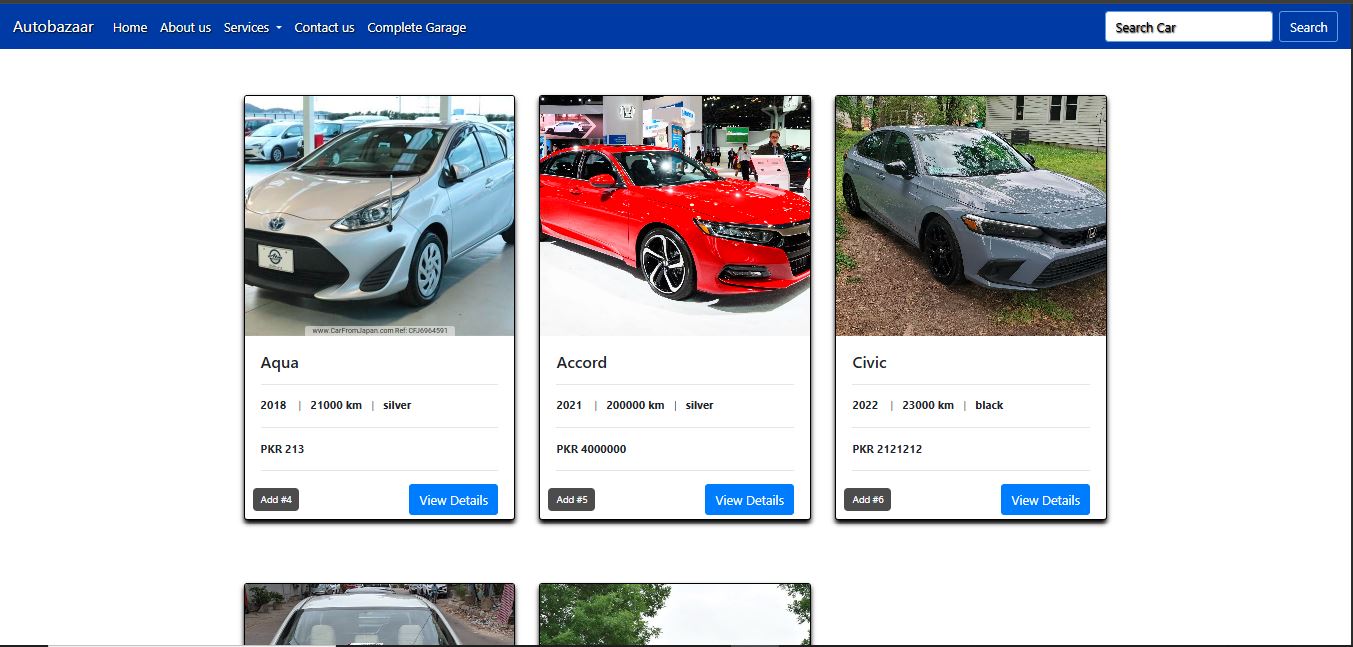 Autobazaar Home About us Services Contact us Complete Garage Search Car Search
www.CarFromJapan.com Ref: CFJ6964591
Aqua
2018 | 21000 km | silver
PKR 213
Add #4 View Details
Accord
2021 | 200000 km | silver
PKR 4000000
Add #5 View Details
Civic
2022 | 23000 km | black
PKR 2121212
Add #6 View Details